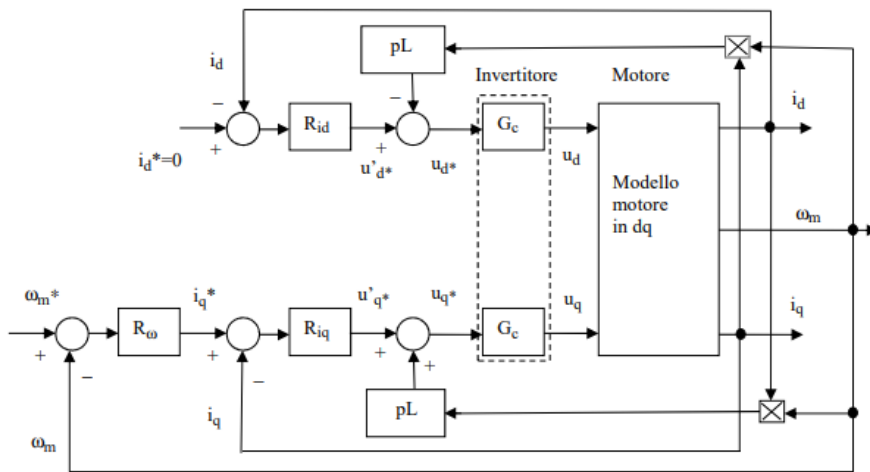 pL
i_d
Invertitore
Motore
−
−
R_id
G_c
i_d
+
+
i_d*=0
u'_d*
u_d*
u_d
Modello
motore
in dq
ω_m
ω_m*
i_q*
u'_q*
u_q*
u_q
i_q
R_ω
R_iq
G_c
+
+
+
+
−
−
pL
i_q
ω_m